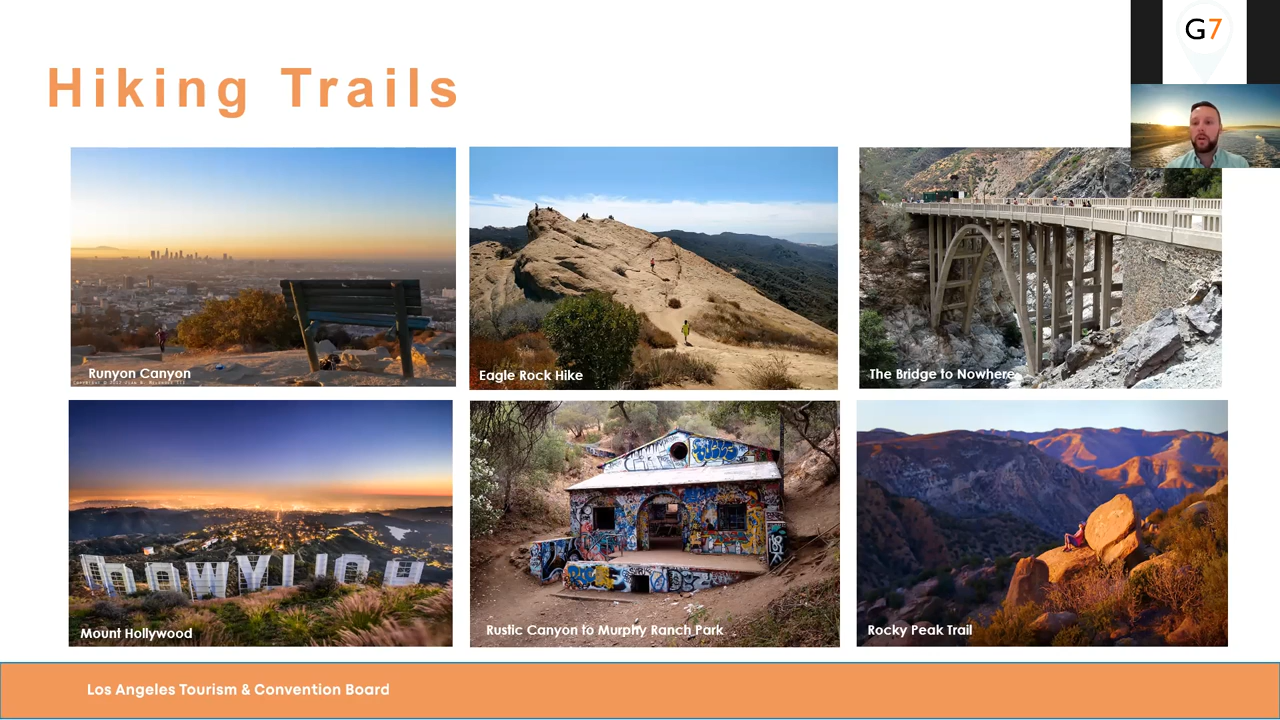 G7
Hiking Trails
Runyon Canyon
Eagle Rock Hike
The Bridge to Nowhere
Mount Hollywood
Rustic Canyon to Murphy Ranch Park
Rocky Peak Trail
Los Angeles Tourism & Convention Board